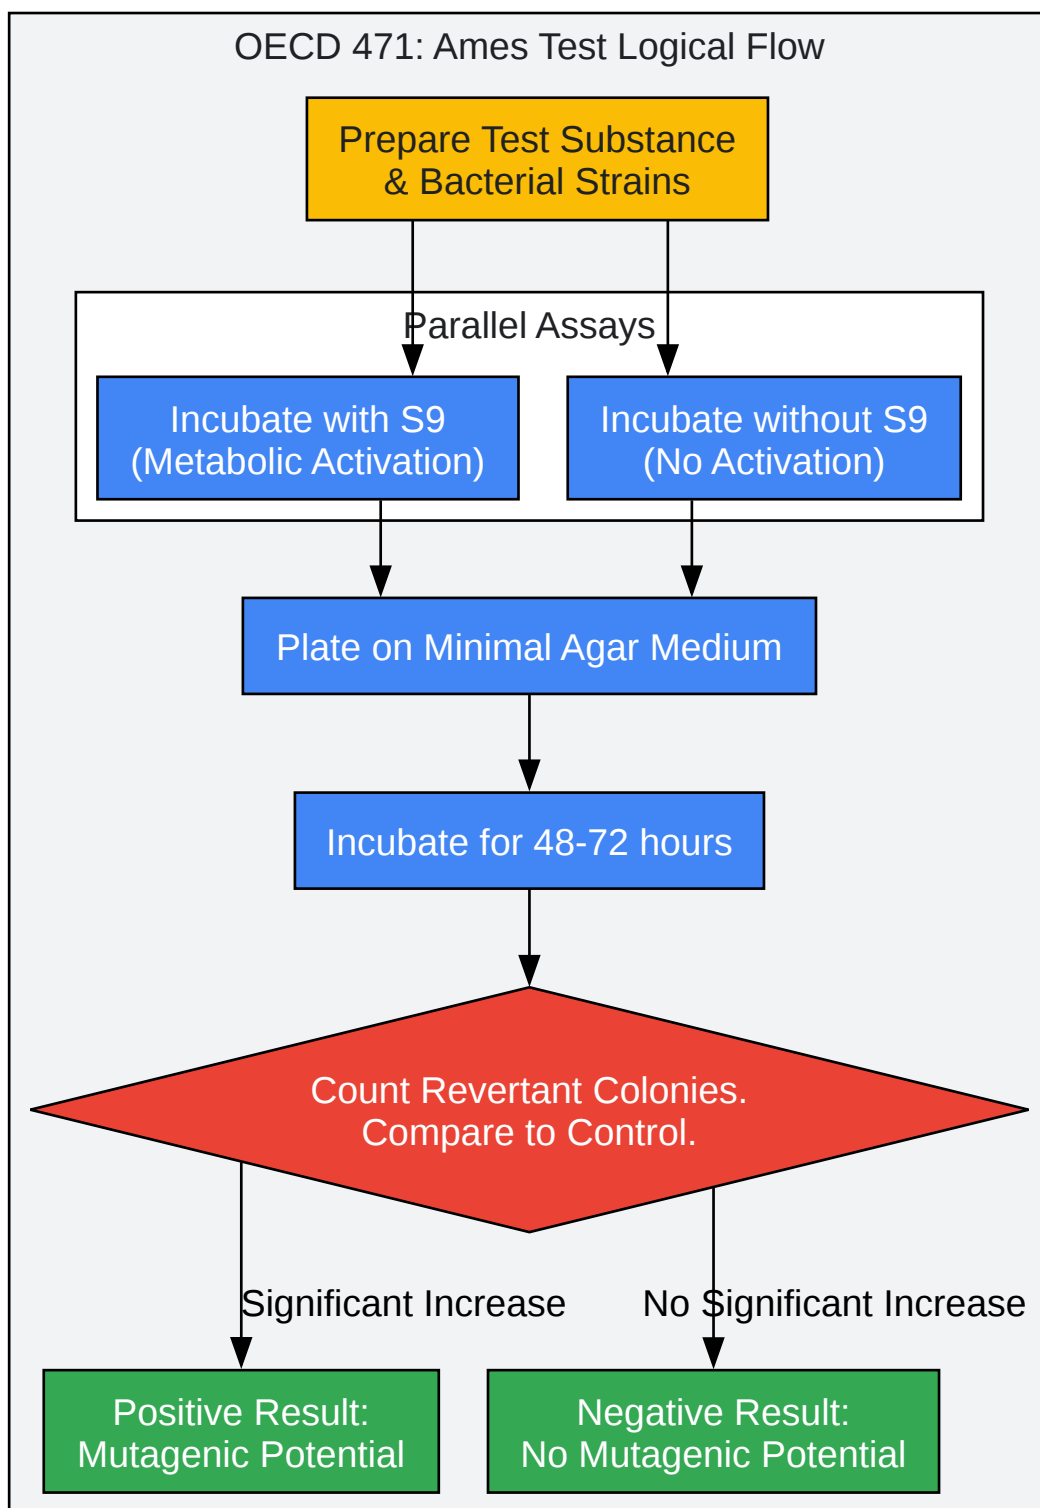 OECD 471: Ames Test Logical Flow
Prepare Test Substance
& Bacterial Strains
Parallel Assays
Incubate with S9
(Metabolic Activation)
Incubate without S9
(No Activation)
Plate on Minimal Agar Medium
Incubate for 48-72 hours
Count Revertant Colonies.
Compare to Control.
Significant Increase
No Significant Increase
Positive Result:
Mutagenic Potential
Negative Result:
No Mutagenic Potential